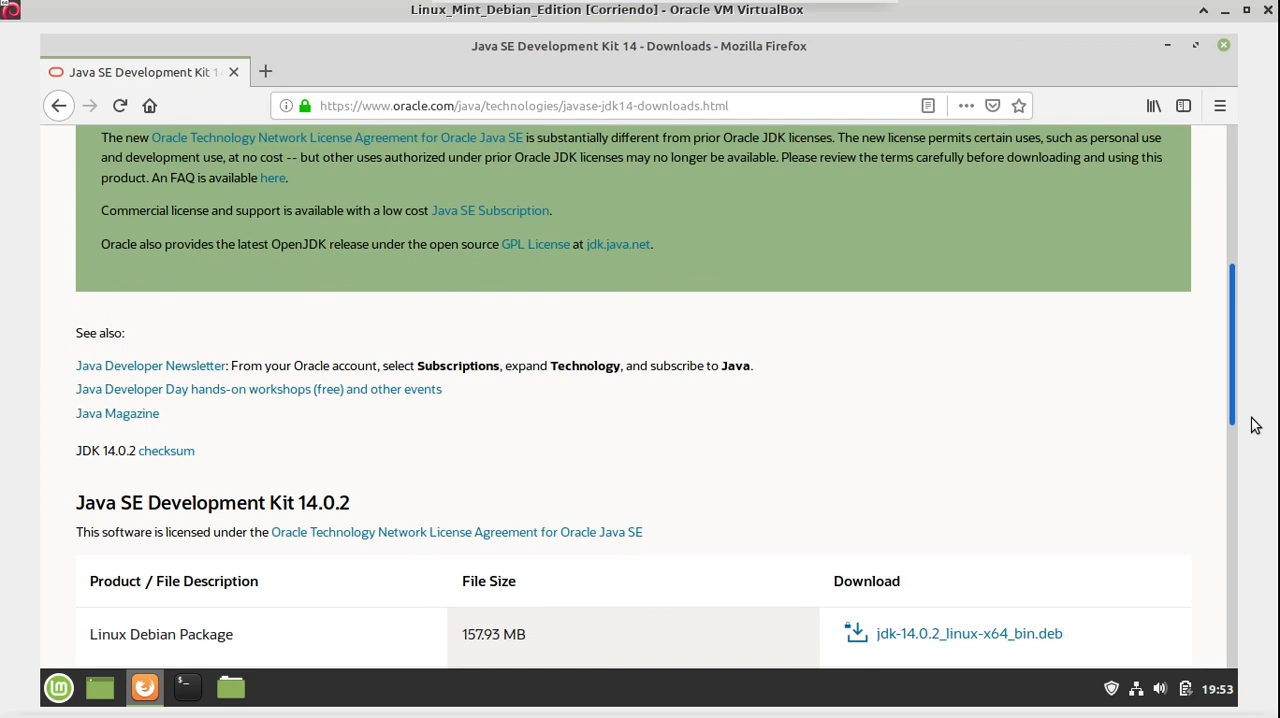 Linux_Mint_Debian_Edition [Corriendo] - Oracle VM VirtualBox
Java SE Development Kit 14 - Downloads - Mozilla Firefox
Java SE Development Kit 1
https://www.oracle.com/java/technologies/javase-jdk14-downloads.html
The new Oracle Technology Network License Agreement for Oracle Java SE is substantially different from prior Oracle JDK licenses. The new license permits certain uses, such as personal use
and development use, at no cost -- but other uses authorized under prior Oracle JDK licenses may no longer be available. Please review the terms carefully before downloading and using this
product. An FAQ is available here.
Commercial license and support is available with a low cost Java SE Subscription.
Oracle also provides the latest OpenJDK release under the open source GPL License at jdk.java.net.
See also:
Java Developer Newsletter: From your Oracle account, select Subscriptions, expand Technology, and subscribe to Java.
Java Developer Day hands-on workshops (free) and other events
Java Magazine
JDK 14.0.2 checksum
Java SE Development Kit 14.0.2
This software is licensed under the Oracle Technology Network License Agreement for Oracle Java SE
Product / File Description File Size Download
Linux Debian Package 157.93 MB jdk-14.0.2_linux-x64_bin.deb
19:53